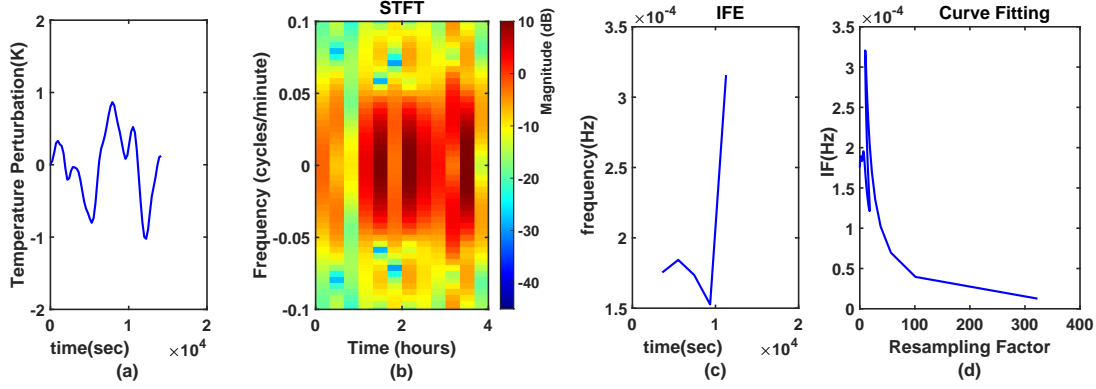 Temperature Perturbation(K)
2
1
0
-1
-2
0
1
2
time(sec)
×10⁴
(a)
STFT
Frequency (cycles/minute)
0.1
0.05
0
-0.05
-0.1
0
2
4
Time (hours)
(b)
10
0
-10
-20
-30
-40
Magnitude (dB)
IFE
×10⁻⁴
frequency(Hz)
3.5
3
2.5
2
1.5
0
1
2
time(sec)
×10⁴
(c)
Curve Fitting
×10⁻⁴
IF(Hz)
3.5
3
2.5
2
1.5
1
0.5
0
0
100
200
300
400
Resampling Factor
(d)